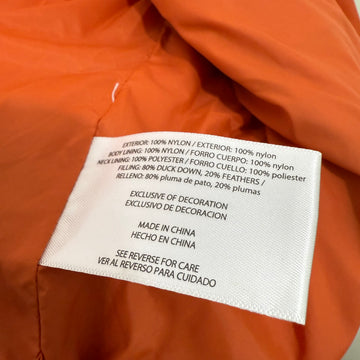 EXTERIOR: 100% NYLON / EXTERIOR: 100% nylon
BODY LINING: 100% NYLON / FORRO CUERPO: 100% nylon
NECK LINING: 100% POLYESTER / FORRO CUELLO: 100% poliester
FILLING: 80% DUCK DOWN, 20% FEATHERS /
RELLENO: 80% pluma de pato, 20% plumas
EXCLUSIVE OF DECORATION
EXCLUSIVO DE DECORACION
MADE IN CHINA
HECHO EN CHINA
SEE REVERSE FOR CARE
VER AL REVERSO PARA CUIDADO